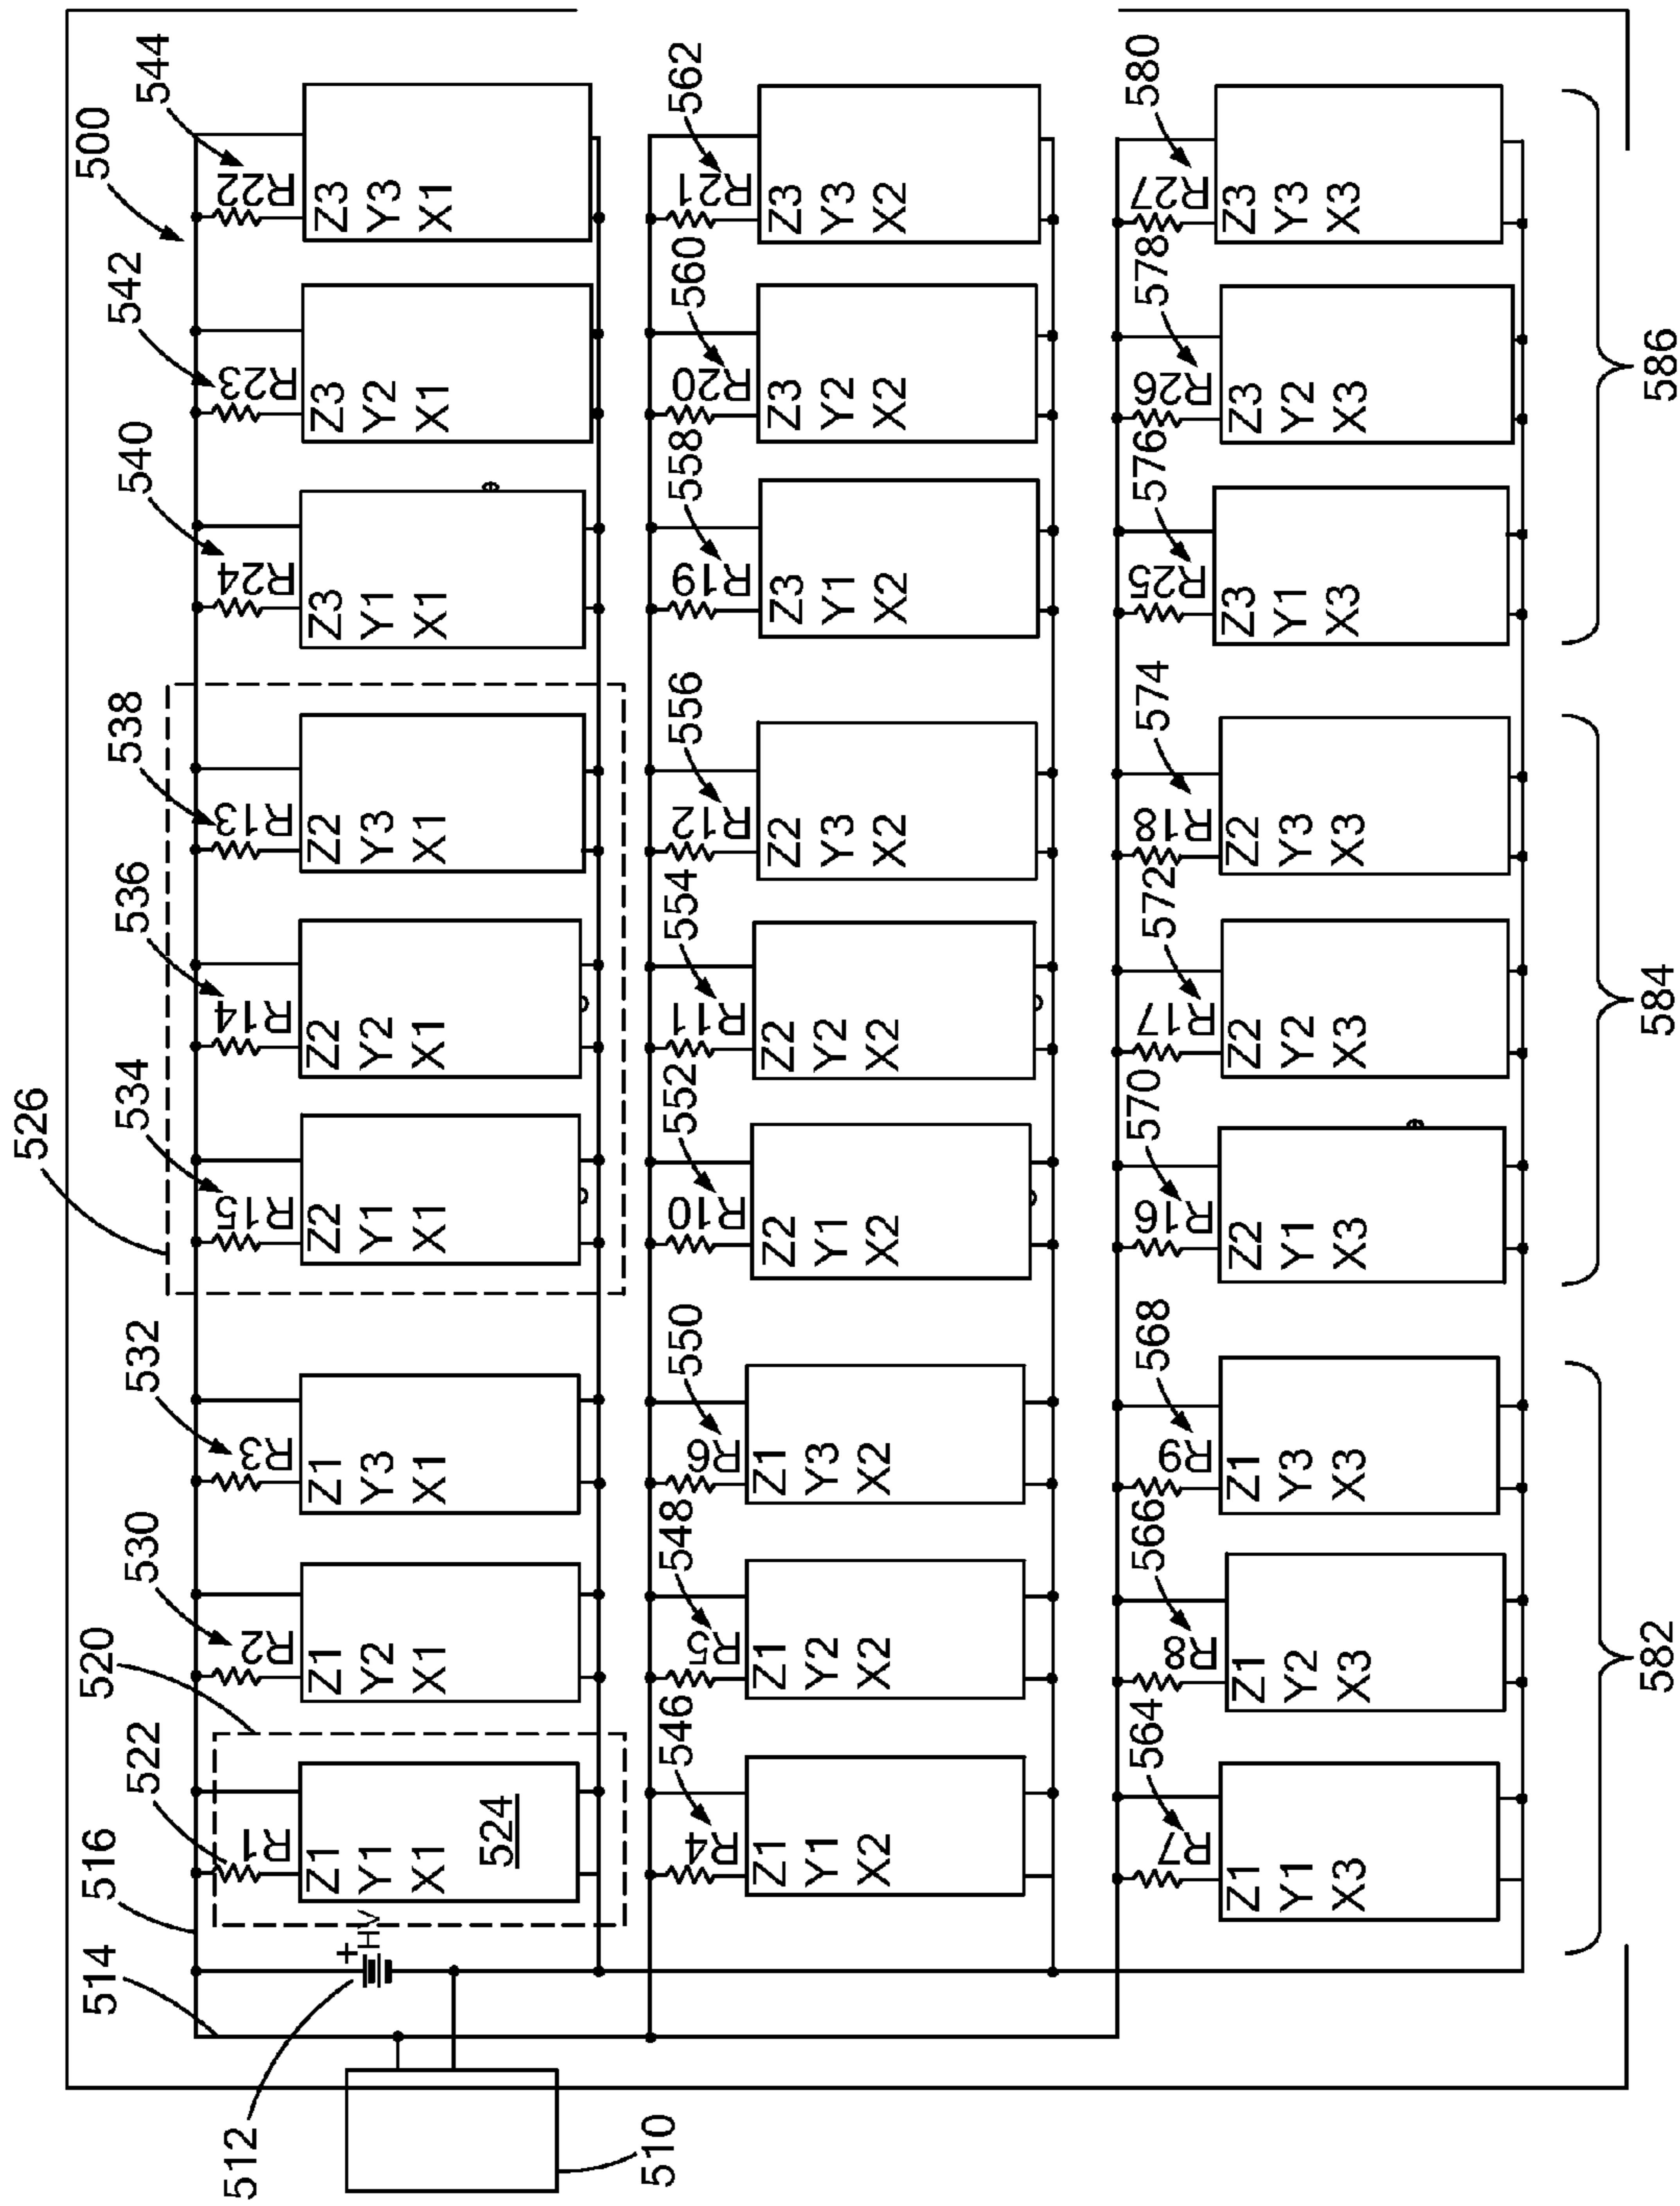 500
544
542
540
R22
R23
R24
Z3 Y3 X1
Z3 Y2 X1
Z3 Y1 X1
562
560
558
R21
R20
R19
Z3 Y3 X2
Z3 Y2 X2
Z3 Y1 X2
580
578
576
R27
R26
R25
Z3 Y3 X3
Z3 Y2 X3
Z3 Y1 X3
586
526
538
536
534
R13
R14
R15
Z2 Y3 X1
Z2 Y2 X1
Z2 Y1 X1
556
554
552
R12
R11
R10
Z2 Y3 X2
Z2 Y2 X2
Z2 Y1 X2
574
572
570
R18
R17
R16
Z2 Y3 X3
Z2 Y2 X3
Z2 Y1 X3
584
532
530
520
522
R3
R2
R1
Z1 Y3 X1
Z1 Y2 X1
Z1 Y1 X1
524
550
548
546
R6
R5
R4
Z1 Y3 X2
Z1 Y2 X2
Z1 Y1 X2
568
566
564
R9
R8
R7
Z1 Y3 X3
Z1 Y2 X3
Z1 Y1 X3
582
516
514
+
HV
512
510